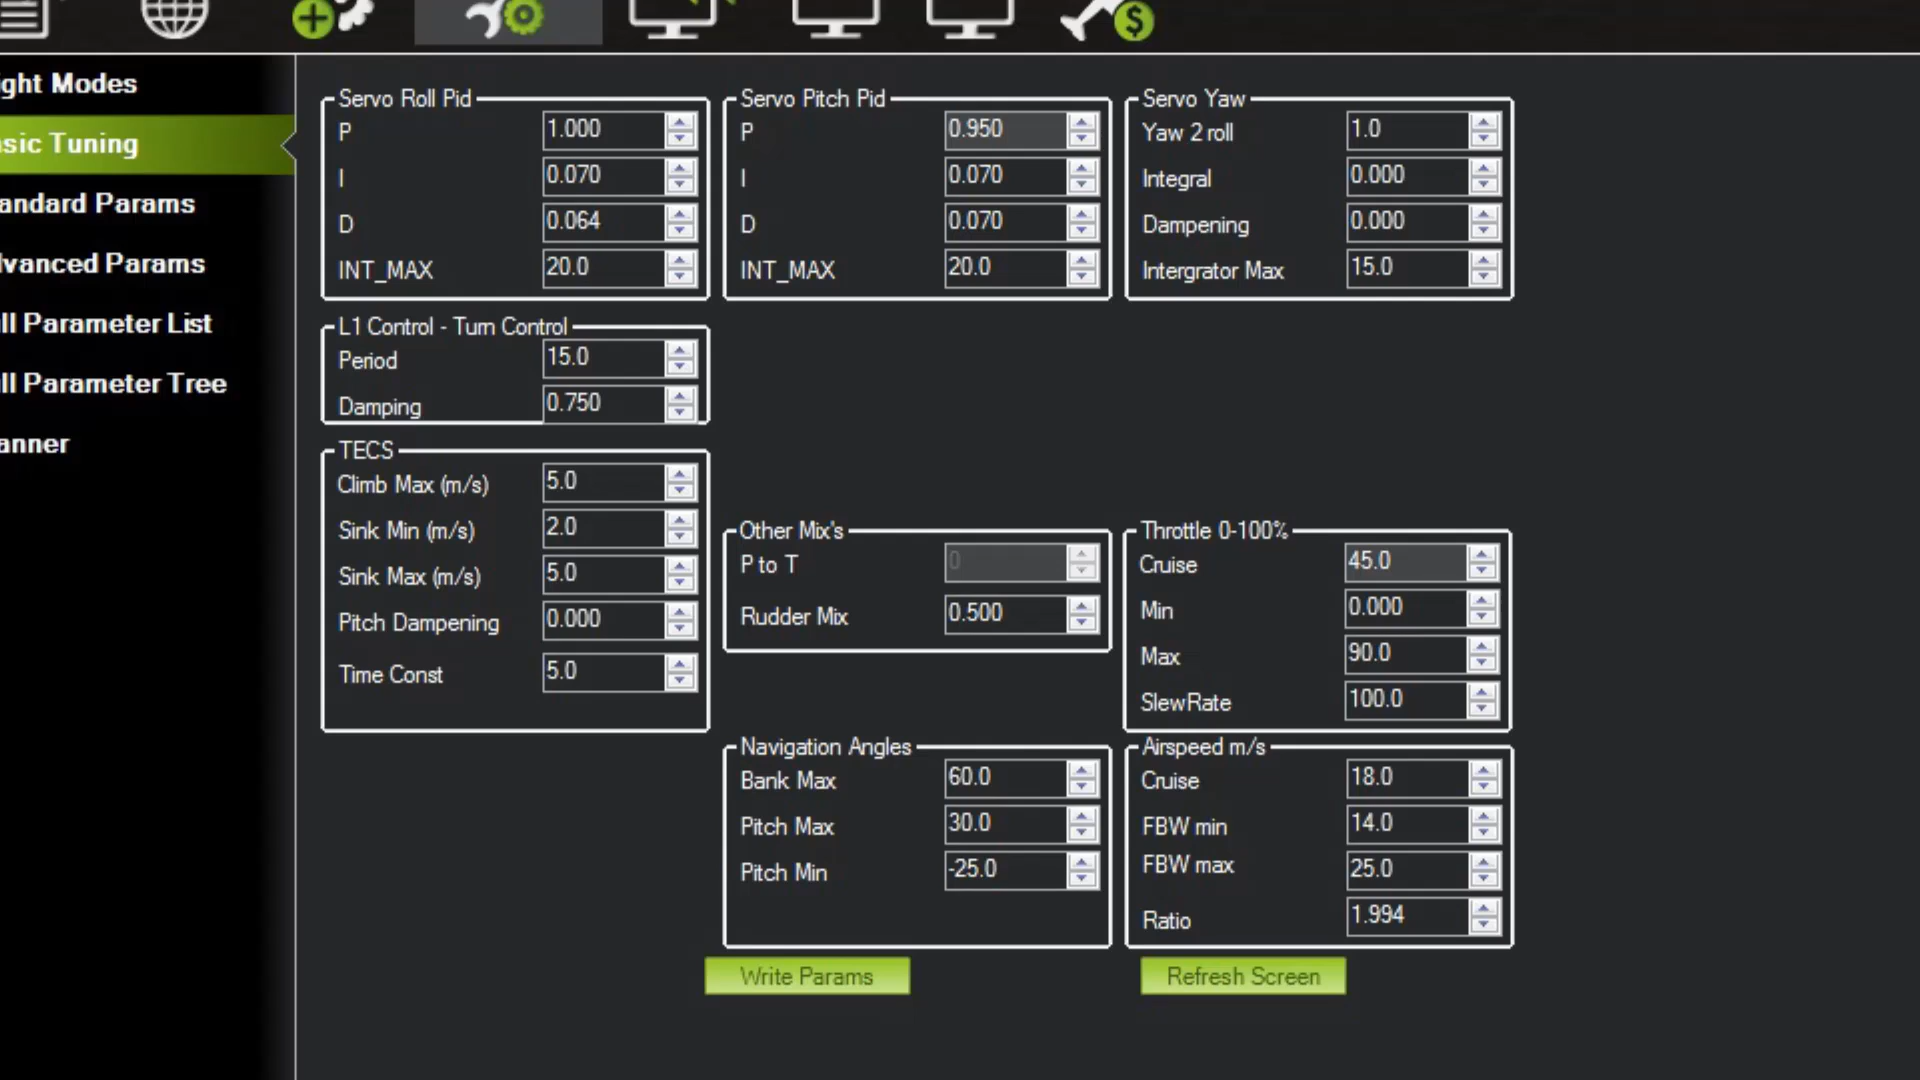 ght Modes
sic Tuning
andard Params
lvanced Params
ll Parameter List
ll Parameter Tree
anner
Servo Roll Pid
P 1.000
I 0.070
D 0.064
INT_MAX 20.0
Servo Pitch Pid
P 0.950
I 0.070
D 0.070
INT_MAX 20.0
Servo Yaw
Yaw 2 roll 1.0
Integral 0.000
Dampening 0.000
Intergrator Max 15.0
L1 Control - Turn Control
Period 15.0
Damping 0.750
TECS
Climb Max (m/s) 5.0
Sink Min (m/s) 2.0
Sink Max (m/s) 5.0
Pitch Dampening 0.000
Time Const 5.0
Other Mix's
P to T 0
Rudder Mix 0.500
Throttle 0-100%
Cruise 45.0
Min 0.000
Max 90.0
SlewRate 100.0
Navigation Angles
Bank Max 60.0
Pitch Max 30.0
Pitch Min -25.0
Airspeed m/s
Cruise 18.0
FBW min 14.0
FBW max 25.0
Ratio 1.994
Write Params
Refresh Screen